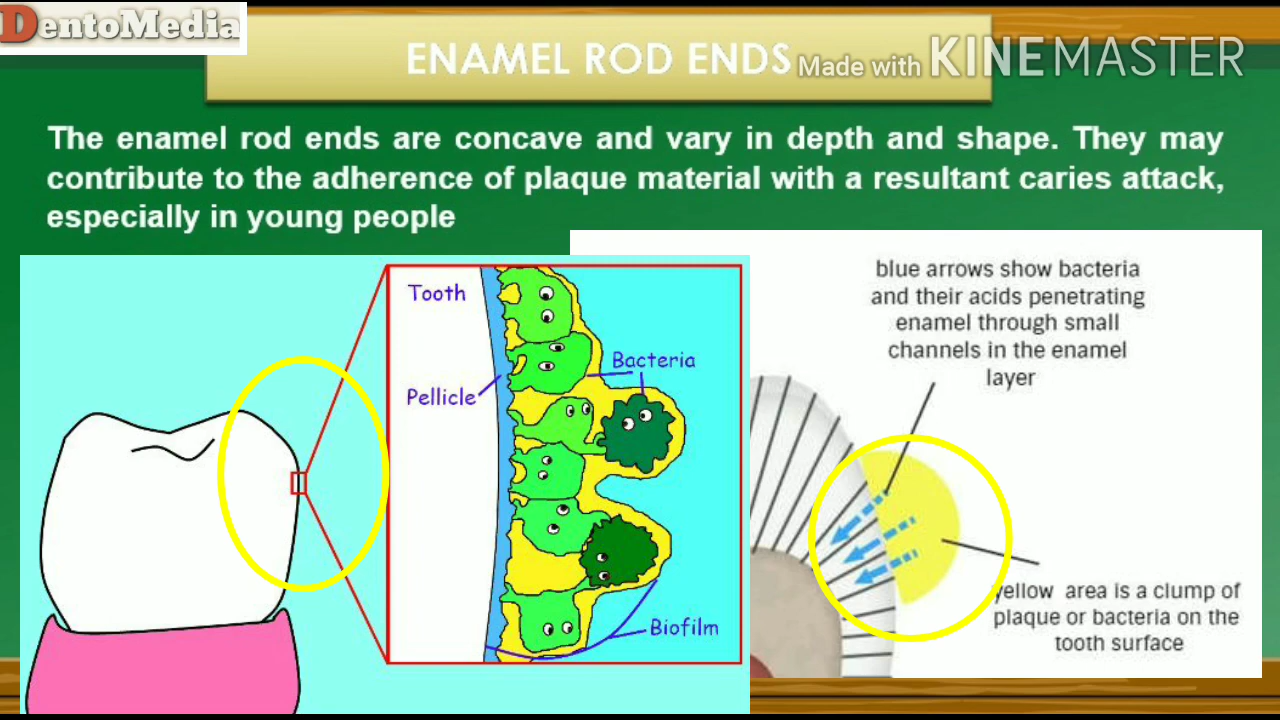 DentoMedia
ENAMEL ROD ENDS
Made with KINEMASTER
The enamel rod ends are concave and vary in depth and shape. They may
contribute to the adherence of plaque material with a resultant caries attack,
especially in young people
Tooth
Pellicle
Bacteria
Biofilm
blue arrows show bacteria
and their acids penetrating
enamel through small
channels in the enamel
layer
yellow area is a clump of
plaque or bacteria on the
tooth surface